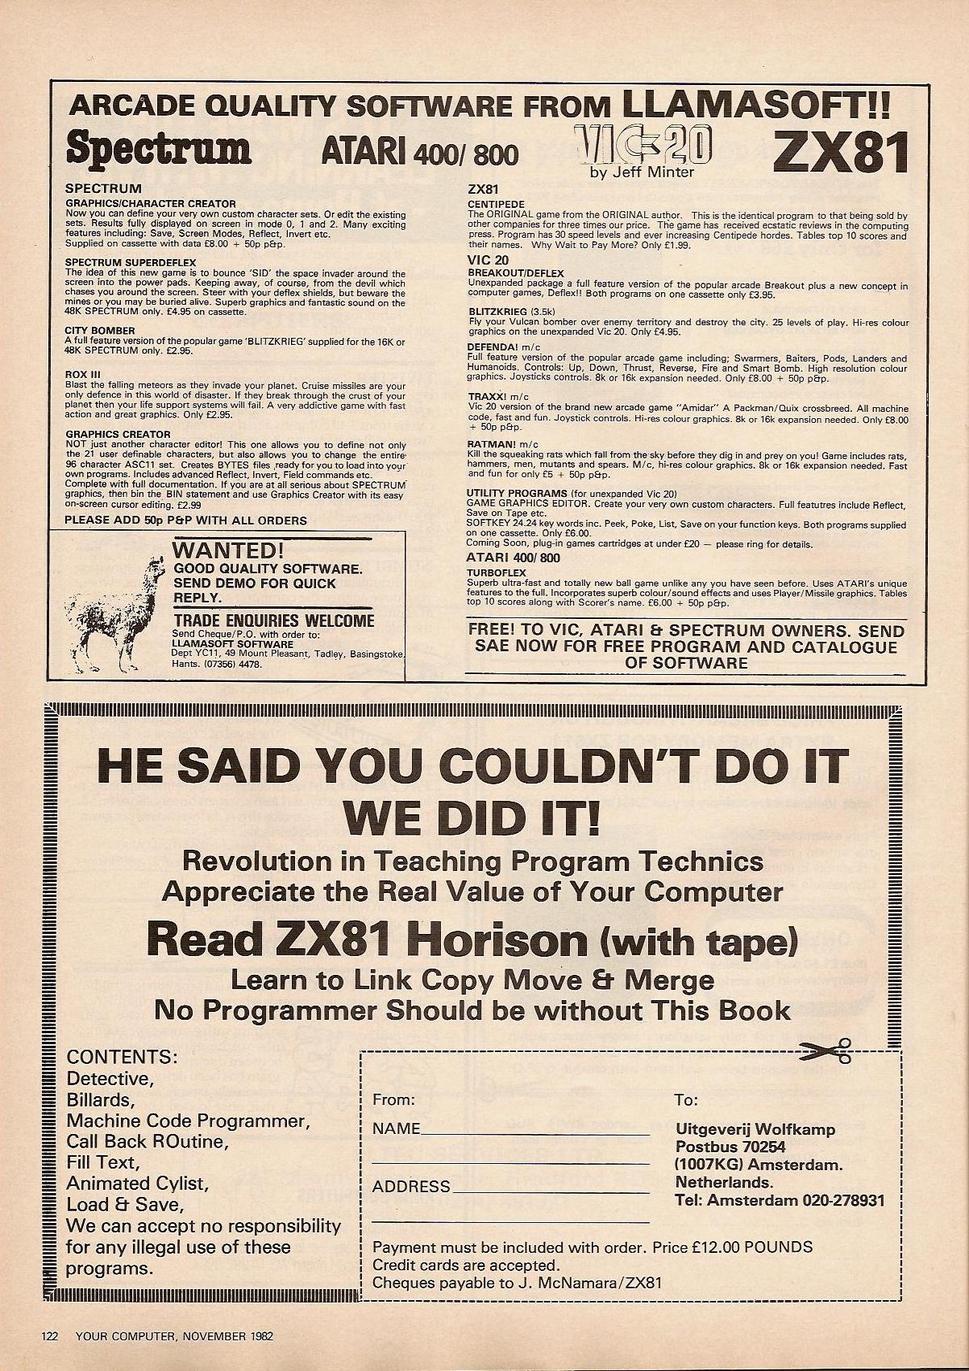 ARCADE QUALITY SOFTWARE FROM LLAMASOFT!!
Spectrum ATARI 400/ 800 VIC-20 ZX81
by Jeff Minter
SPECTRUM
GRAPHICS/CHARACTER CREATOR
Now you can define your very own custom character sets. Or edit the existing
sets. Results fully displayed on screen in mode 0, 1 and 2. Many exciting
features including: Save, Screen Modes, Reflect, Invert etc.
Supplied on cassette with data £8.00 + 50p p&p.
SPECTRUM SUPERDEFLEX
The idea of this new game is to bounce 'SID' the space invader around the
screen into the power pads. Keeping away, of course, from the devil which
chases you around the screen. Steer with your deflex shields, but beware the
mines or you may be buried alive. Superb graphics and fantastic sound on the
48K SPECTRUM only. £4.95 on cassette.
CITY BOMBER
A full feature version of the popular game 'BLITZKRIEG' supplied for the 16K or
48K SPECTRUM only. £2.95.
ROX III
Blast the falling meteors as they invade your planet. Cruise missiles are your
only defence in this world of disaster. If they break through the crust of your
planet then your life support systems will fail. A very addictive game with fast
action and great graphics. Only £2.95.
GRAPHICS CREATOR
NOT just another character editor! This one allows you to define not only
the 21 user definable characters, but also allows you to change the entire
96 character ASC11 set. Creates BYTES files ready for you to load into your
own programs. Includes advanced Reflect, Invert, Field commands etc.
Complete with full documentation. If you are at all serious about SPECTRUM
graphics, then bin the BIN statement and use Graphics Creator with its easy
on-screen cursor editing. £2.99
PLEASE ADD 50p P&P WITH ALL ORDERS
WANTED!
GOOD QUALITY SOFTWARE.
SEND DEMO FOR QUICK
REPLY.
TRADE ENQUIRIES WELCOME
Send Cheque/P.O. with order to:
LLAMASOFT SOFTWARE
Dept YC11, 49 Mount Pleasant, Tadley, Basingstoke,
Hants. (07356) 4478.
ZX81
CENTIPEDE
The ORIGINAL game from the ORIGINAL author. This is the identical program to that being sold by
other companies for three times our price. The game has received ecstatic reviews in the computing
press. Program has 30 speed levels and ever increasing Centipede hordes. Tables top 10 scores and
their names. Why Wait to Pay More? Only £1.99.
VIC 20
BREAKOUT/DEFLEX
Unexpanded package a full feature version of the popular arcade Breakout plus a new concept in
computer games, Deflex!! Both programs on one cassette only £3.95.
BLITZKRIEG (3.5k)
Fly your Vulcan bomber over enemy territory and destroy the city. 25 levels of play. Hi-res colour
graphics on the unexpanded Vic 20. Only £4.95.
DEFENDA! m/c
Full feature version of the popular arcade game including; Swarmers, Baiters, Pods, Landers and
Humanoids. Controls: Up, Down, Thrust, Reverse, Fire and Smart Bomb. High resolution colour
graphics. Joysticks controls. 8k or 16k expansion needed. Only £8.00 + 50p p&p.
TRAXX! m/c
Vic 20 version of the brand new arcade game "Amidar" A Packman/Quix crossbreed. All machine
code, fast and fun. Joystick controls. Hi-res colour graphics. 8k or 16k expansion needed. Only £8.00
+ 50p p&p.
RATMAN! m/c
Kill the squeaking rats which fall from the sky before they dig in and prey on you! Game includes rats,
hammers, men, mutants and spears. M/c, hi-res colour graphics. 8k or 16k expansion needed. Fast
and fun for only £5 + 50p p&p.
UTILITY PROGRAMS (for unexpanded Vic 20)
GAME GRAPHICS EDITOR. Create your very own custom characters. Full featutres include Reflect,
Save on Tape etc.
SOFTKEY 24.24 key words inc. Peek, Poke, List, Save on your function keys. Both programs supplied
on one cassette. Only £6.00.
Coming Soon, plug-in games cartridges at under £20 — please ring for details.
ATARI 400/ 800
TURBOFLEX
Superb ultra-fast and totally new ball game unlike any you have seen before. Uses ATARI's unique
features to the full. Incorporates superb colour/sound effects and uses Player/Missile graphics. Tables
top 10 scores along with Scorer's name. £6.00 + 50p p&p.
FREE! TO VIC, ATARI & SPECTRUM OWNERS. SEND
SAE NOW FOR FREE PROGRAM AND CATALOGUE
OF SOFTWARE
HE SAID YOU COULDN'T DO IT
WE DID IT!
Revolution in Teaching Program Technics
Appreciate the Real Value of Your Computer
Read ZX81 Horison (with tape)
Learn to Link Copy Move & Merge
No Programmer Should be without This Book
CONTENTS:
Detective,
Billards,
Machine Code Programmer,
Call Back ROutine,
Fill Text,
Animated Cylist,
Load & Save,
We can accept no responsibility
for any illegal use of these
programs.
From:
NAME
ADDRESS
To:
Uitgeverij Wolfkamp
Postbus 70254
(1007KG) Amsterdam.
Netherlands.
Tel: Amsterdam 020-278931
Payment must be included with order. Price £12.00 POUNDS
Credit cards are accepted.
Cheques payable to J. McNamara/ZX81
122 YOUR COMPUTER, NOVEMBER 1982